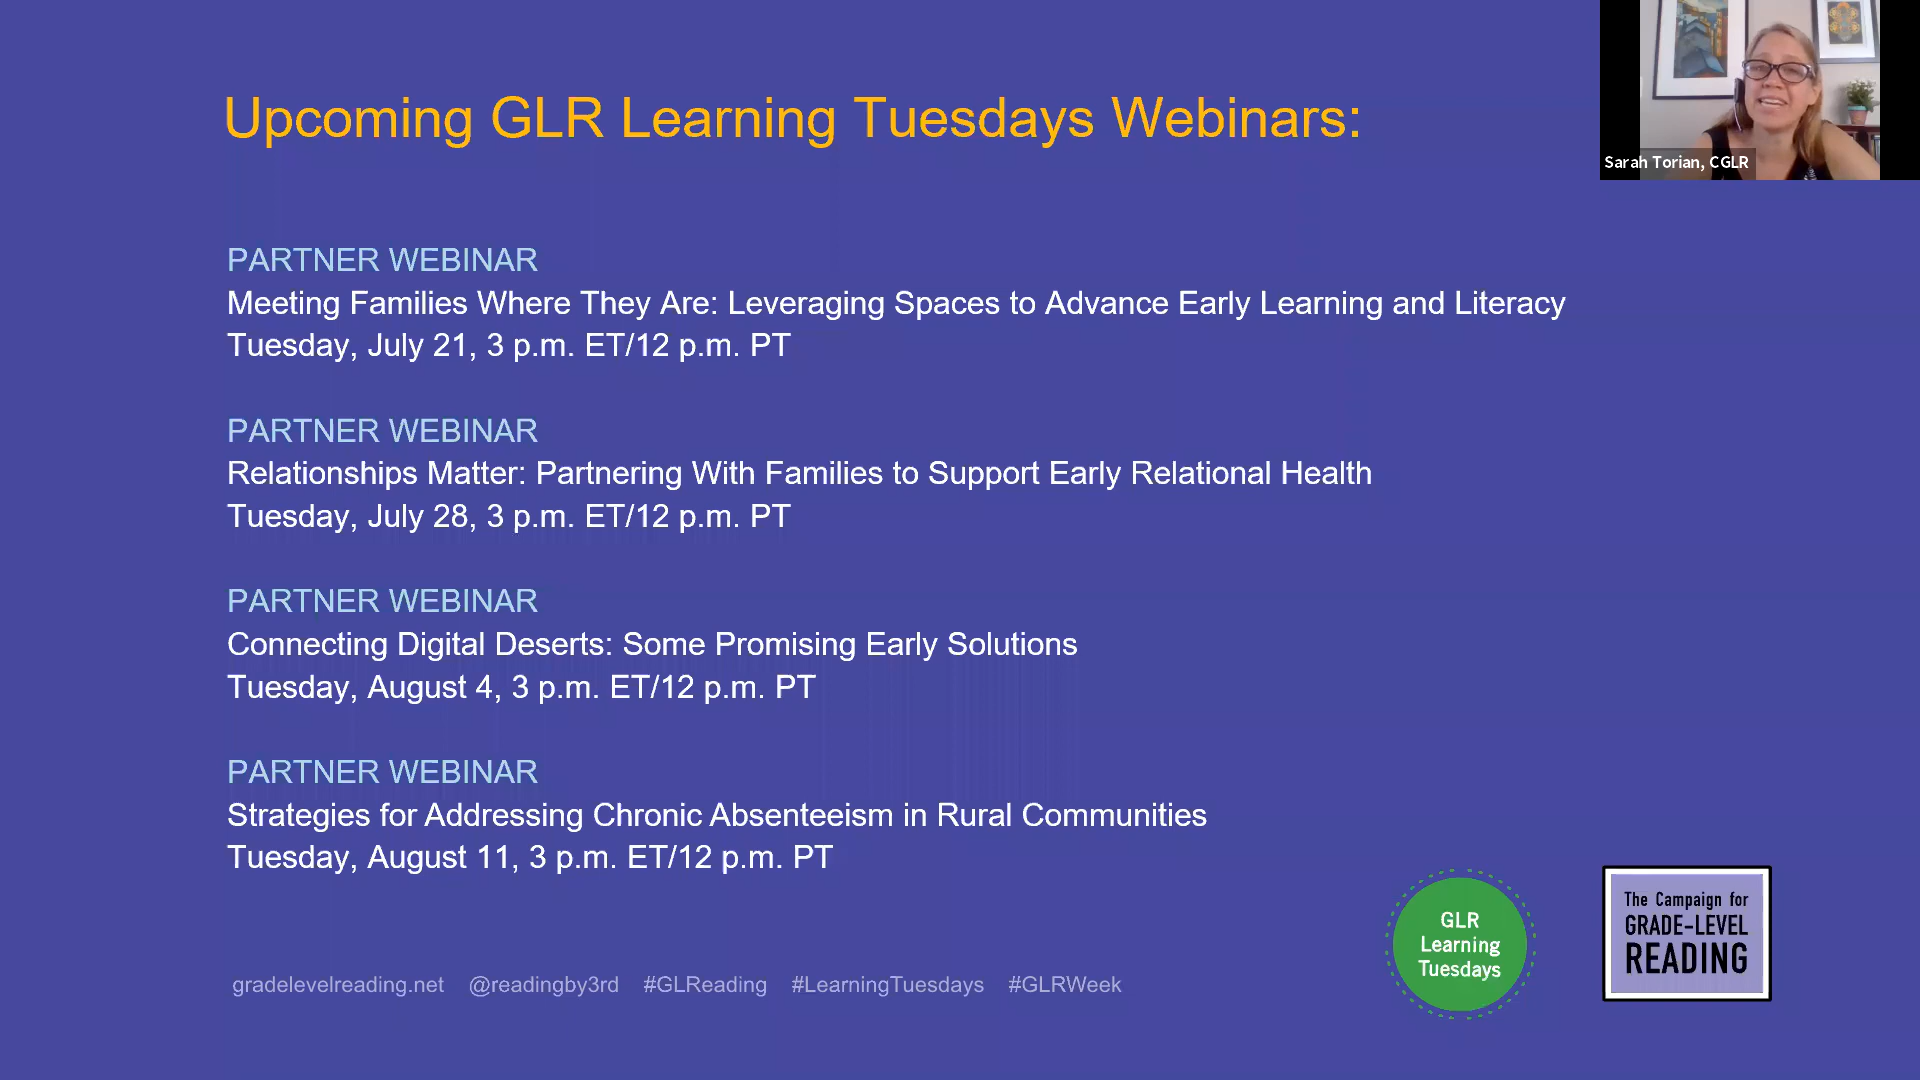 Upcoming GLR Learning Tuesdays Webinars:
Sarah Torian, CGLR
PARTNER WEBINAR
Meeting Families Where They Are: Leveraging Spaces to Advance Early Learning and Literacy
Tuesday, July 21, 3 p.m. ET/12 p.m. PT
PARTNER WEBINAR
Relationships Matter: Partnering With Families to Support Early Relational Health
Tuesday, July 28, 3 p.m. ET/12 p.m. PT
PARTNER WEBINAR
Connecting Digital Deserts: Some Promising Early Solutions
Tuesday, August 4, 3 p.m. ET/12 p.m. PT
PARTNER WEBINAR
Strategies for Addressing Chronic Absenteeism in Rural Communities
Tuesday, August 11, 3 p.m. ET/12 p.m. PT
GLR
Learning
Tuesdays
The Campaign for
GRADE-LEVEL
READING
gradelevelreading.net @readingby3rd #GLReading #LearningTuesdays #GLRWeek